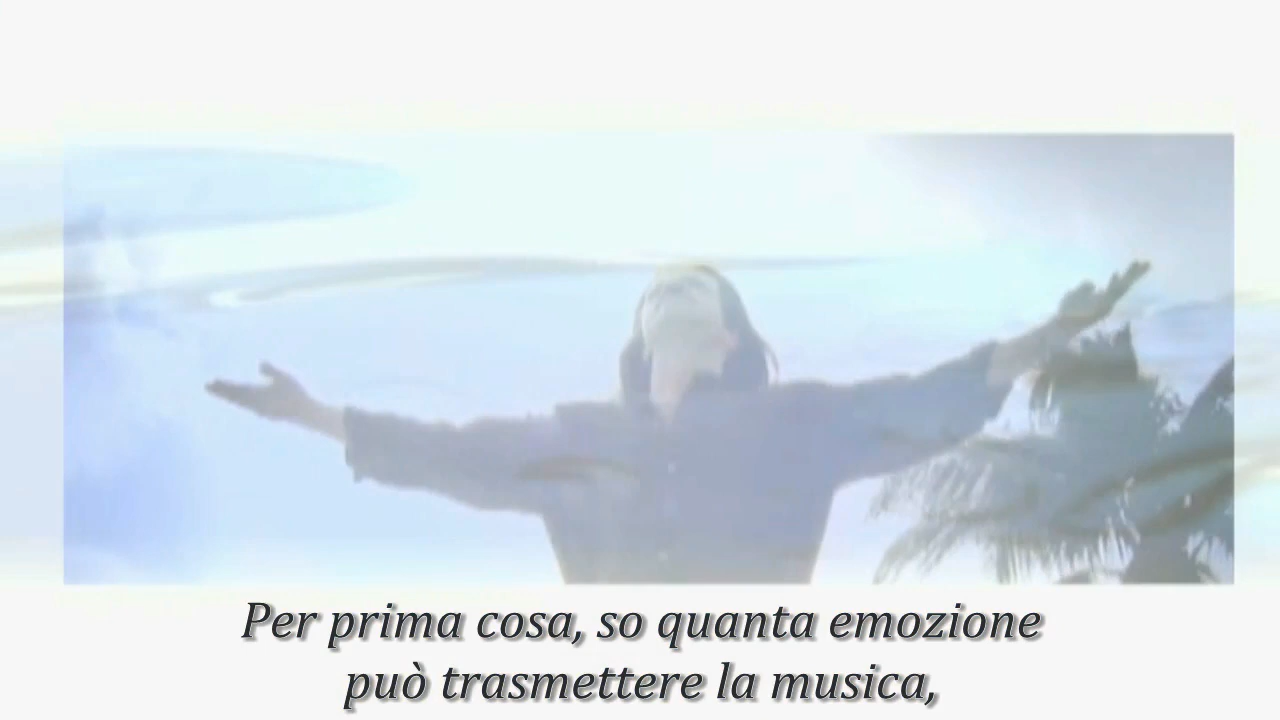 Per prima cosa, so quanta emozione
può trasmettere la musica,